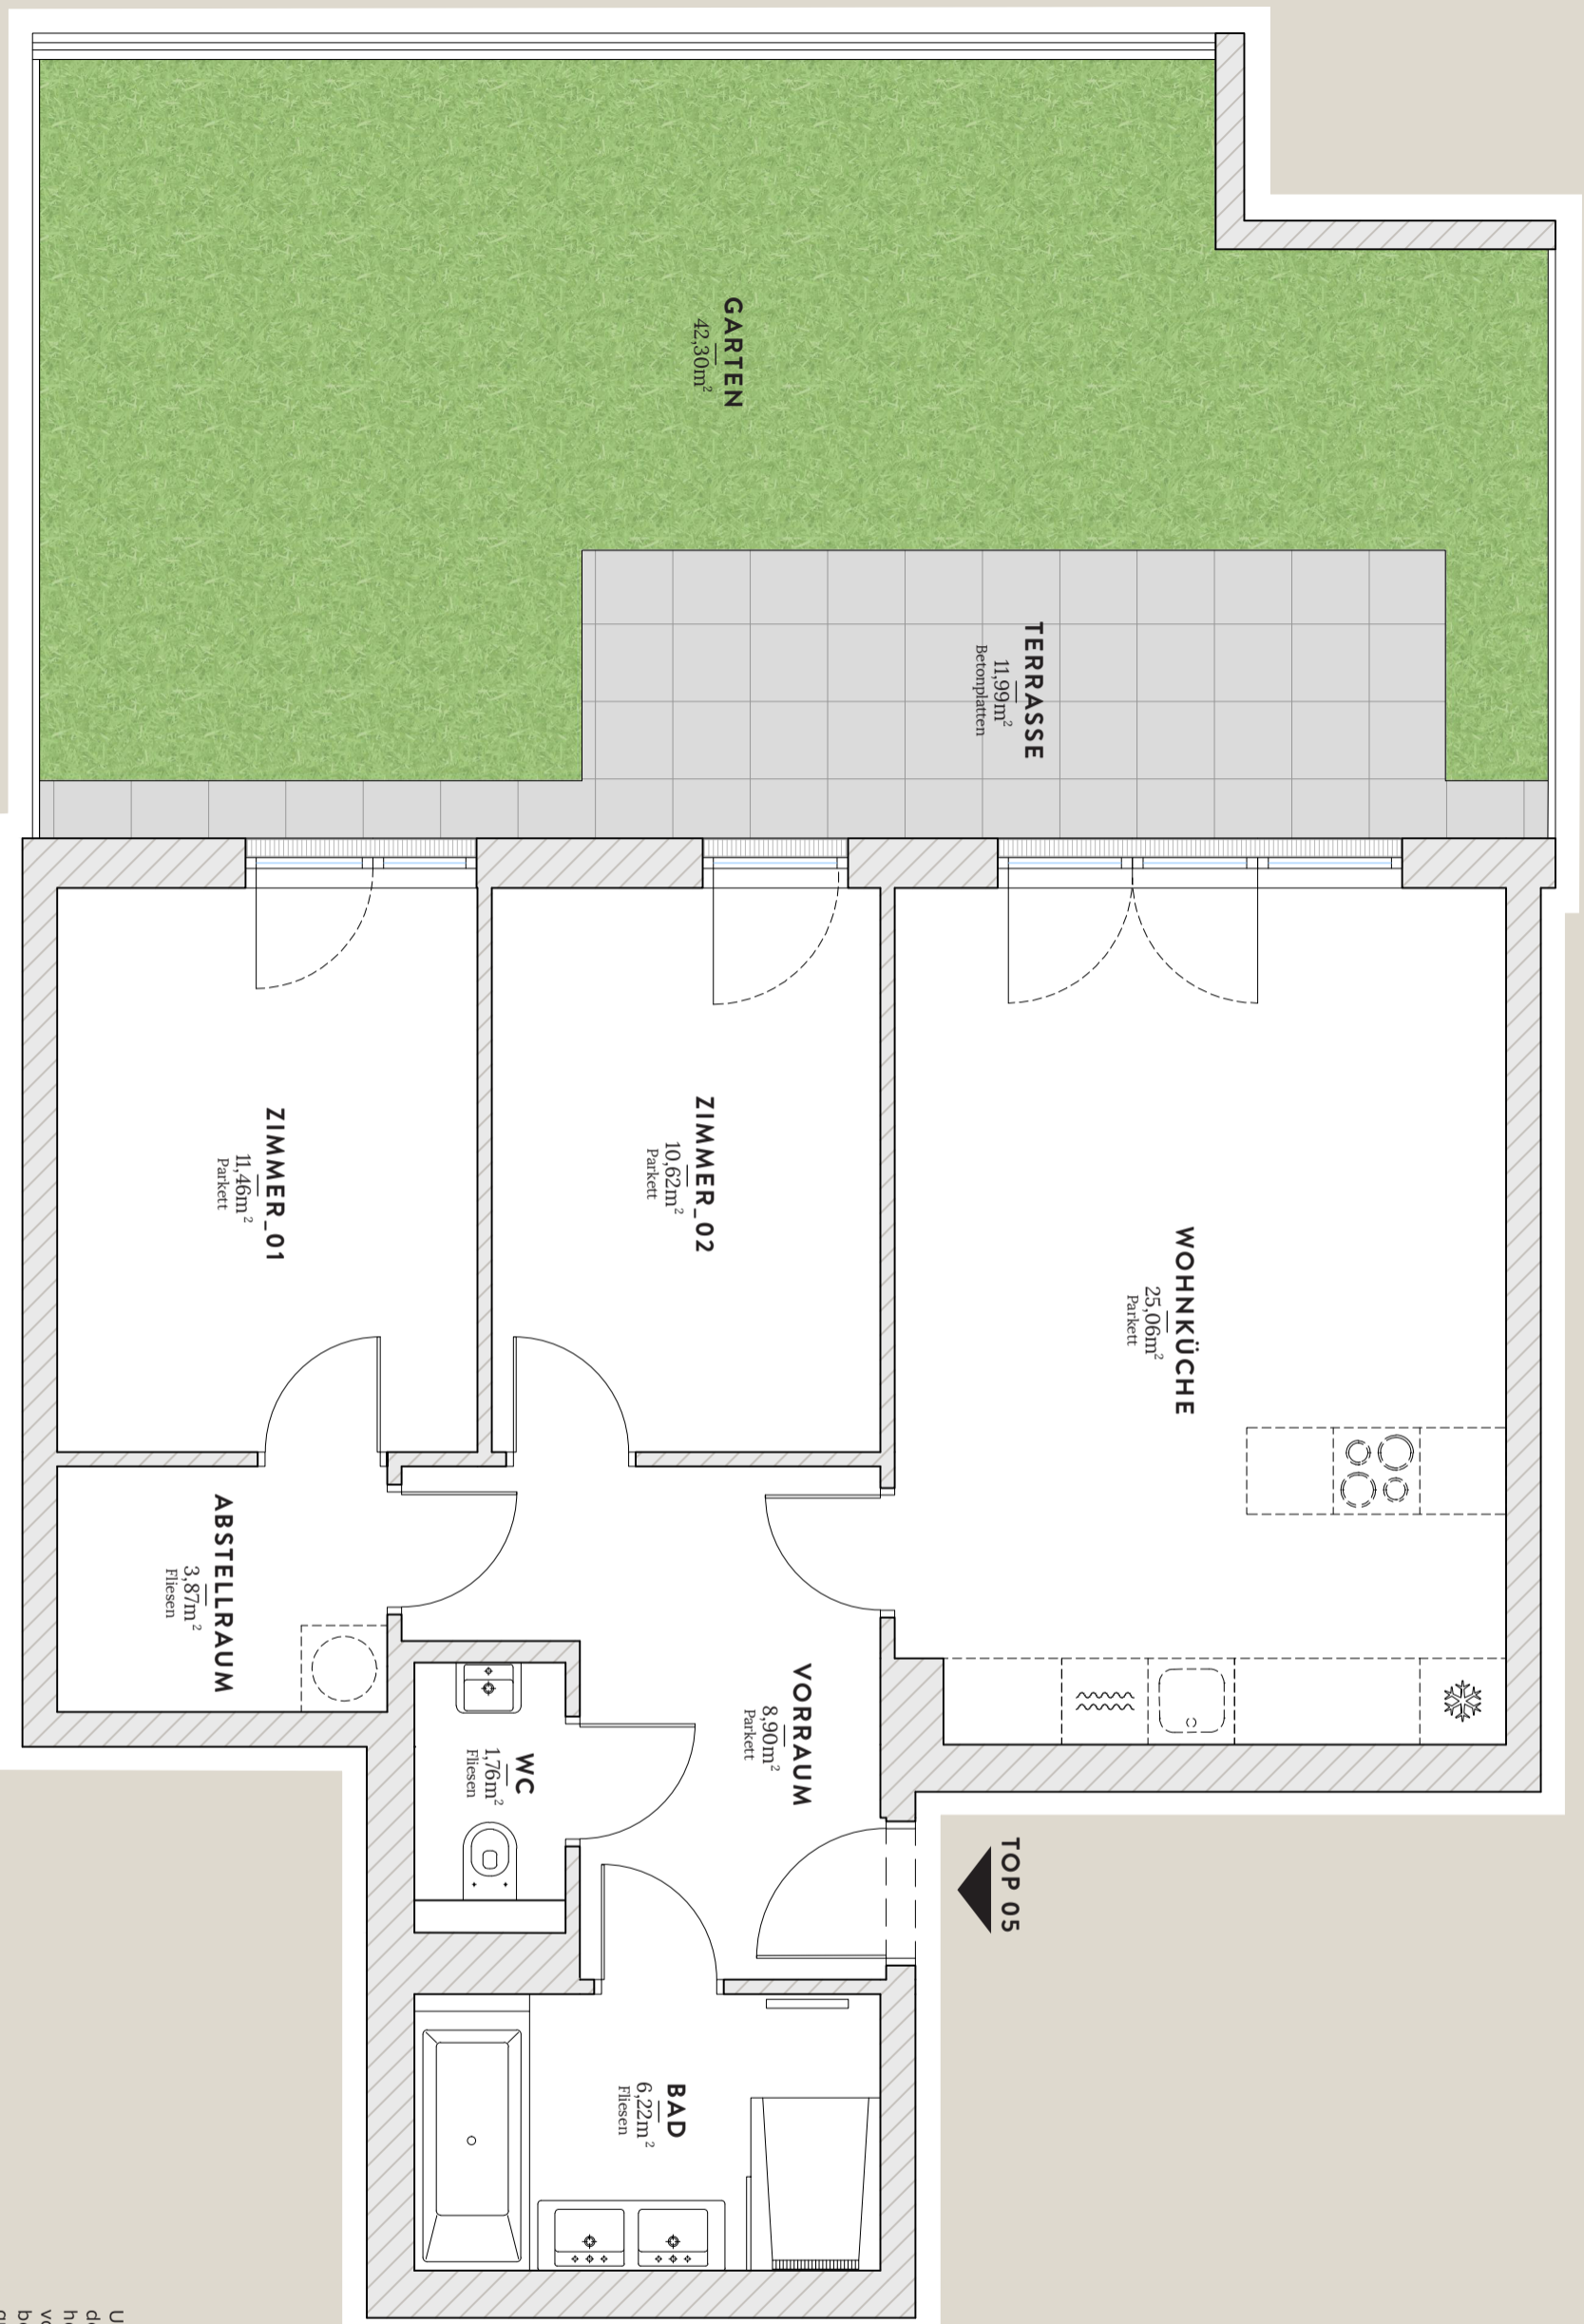 GARTEN
42,30m²
TERRASSE
11,99m²
Betonplatten
ZIMMER_01
11,46m²
Parkett
ZIMMER_02
10,62m²
Parkett
WOHNKÜCHE
25,06m²
Parkett
ABSTELLRAUM
3,87m²
Fliesen
VORRAUM
8,90m²
Parkett
WC
1,76m²
Fliesen
TOP 05
BAD
6,22m²
Fliesen